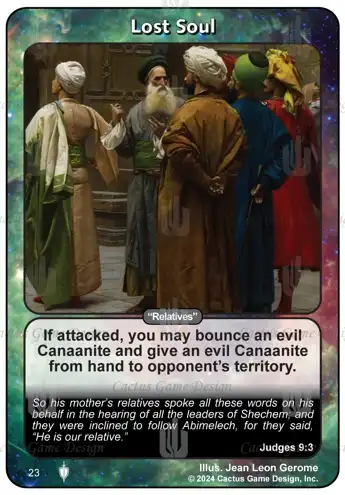 Lost Soul
"Relatives"
If attacked, you may bounce an evil
Canaanite and give an evil Canaanite
from hand to opponent's territory.
Cactus Game Design
So his mother's relatives spoke all these words on his
behalf in the hearing of all the leaders of Shechem, and
they were inclined to follow Abimelech, for they said,
"He is our relative."
Judges 9:3
23
Illus. Jean Leon Gerome
© 2024 Cactus Game Design, Inc.